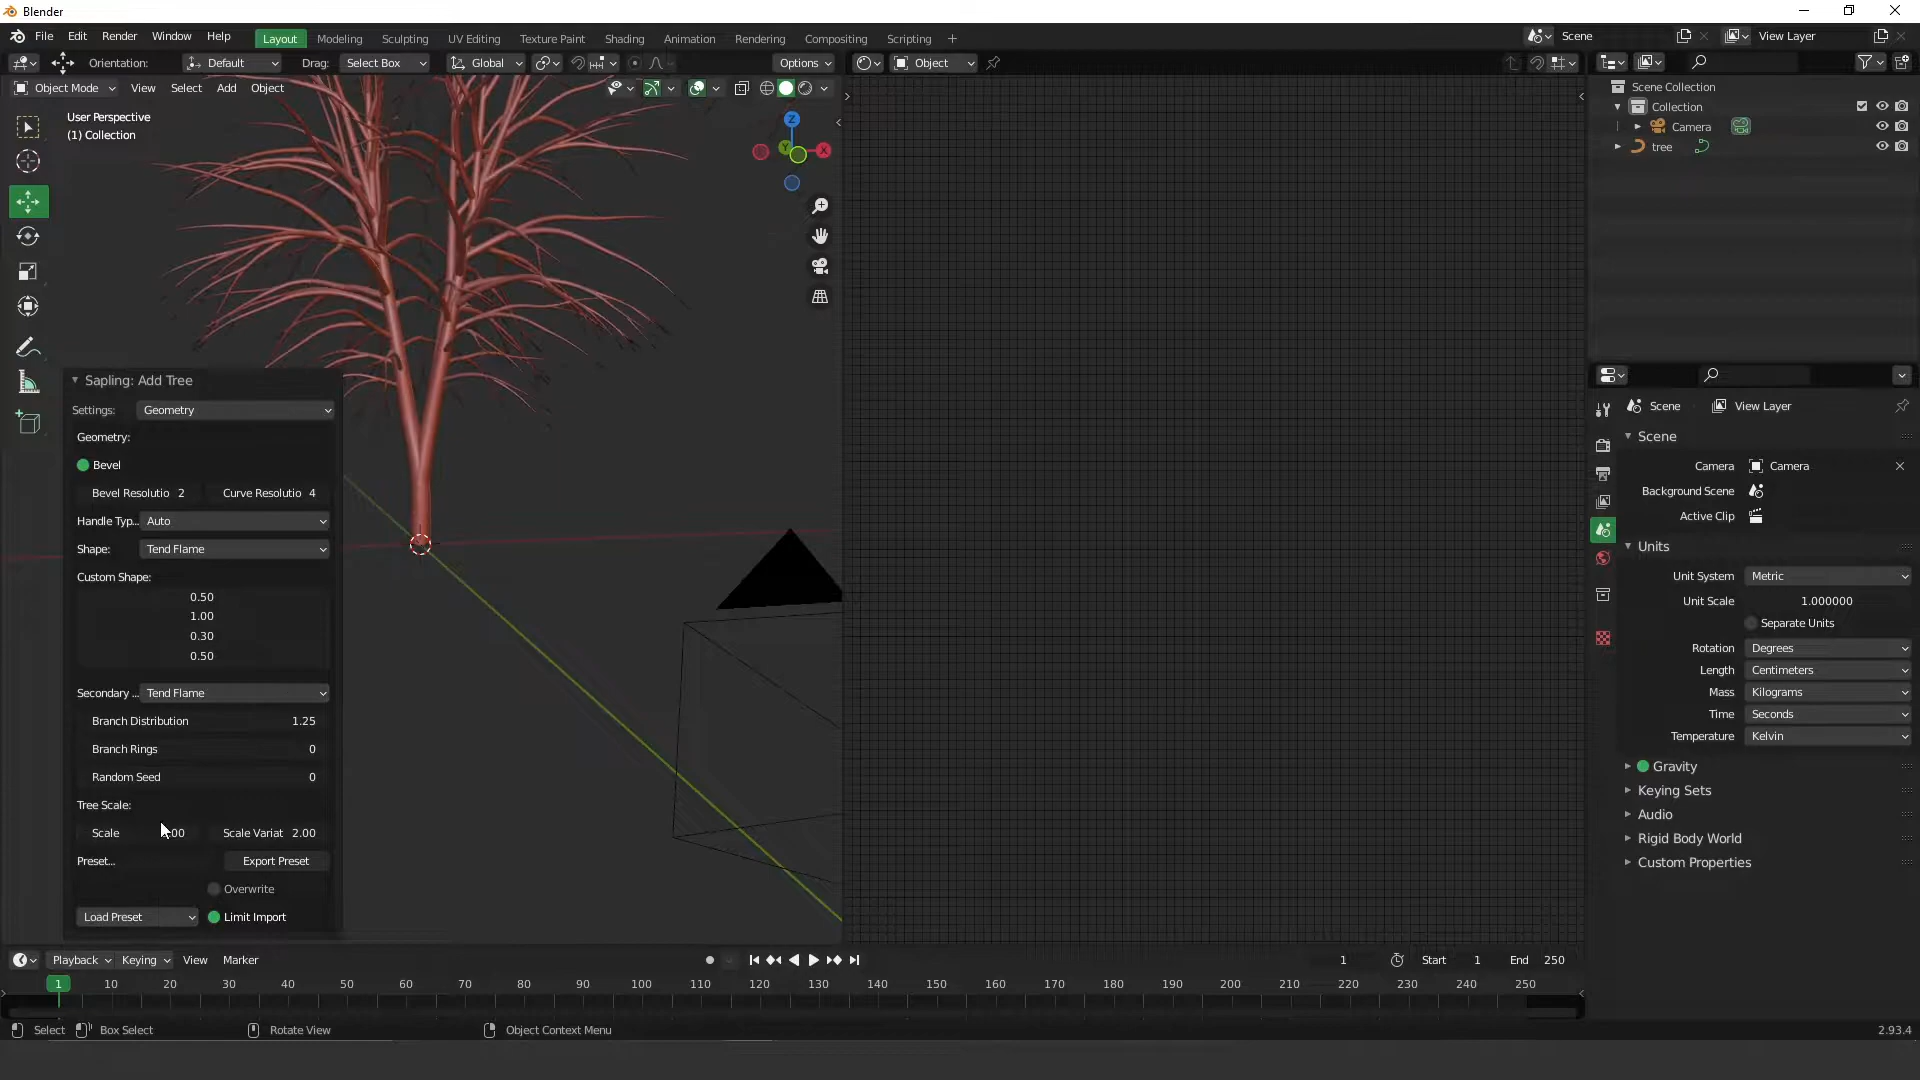 Blender
File Edit Render Window Help Layout Modeling Sculpting UV Editing Texture Paint Shading Animation Rendering Compositing Scripting Scene View Layer
Orientation: Default Drag: Select Box Global Options Object
Object Mode View Select Add Object
User Perspective
(1) Collection
Z
X
Y
Scene Collection
Collection
Camera
tree
Sapling: Add Tree
Settings: Geometry
Geometry:
Bevel
Bevel Resolutio 2 Curve Resolutio 4
Handle Typ... Auto
Shape: Tend Flame
Custom Shape:
0.50
1.00
0.30
0.50
Secondary ... Tend Flame
Branch Distribution 1.25
Branch Rings 0
Random Seed 0
Tree Scale:
Scale .00 Scale Variat 2.00
Preset... Export Preset
Overwrite
Load Preset Limit Import
Scene View Layer
Scene
Camera Camera
Background Scene
Active Clip
Units
Unit System Metric
Unit Scale 1.000000
Separate Units
Rotation Degrees
Length Centimeters
Mass Kilograms
Time Seconds
Temperature Kelvin
Gravity
Keying Sets
Audio
Rigid Body World
Custom Properties
Playback Keying View Marker 1 Start 1 End 250
1 10 20 30 40 50 60 70 80 90 100 110 120 130 140 150 160 170 180 190 200 210 220 230 240 250
Select Box Select Rotate View Object Context Menu 2.93.4